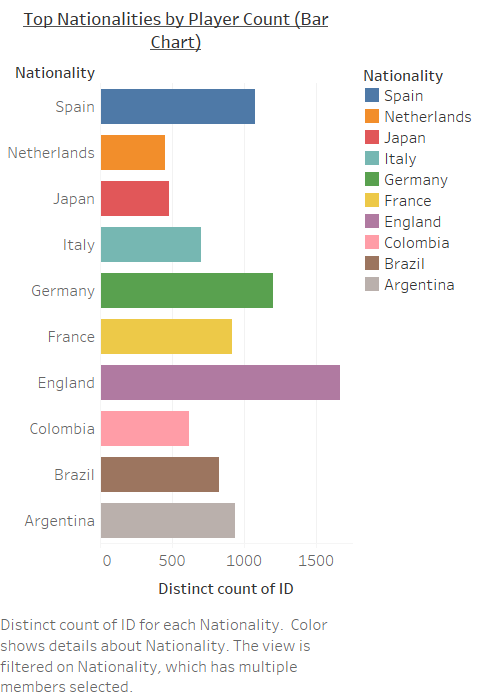 Top Nationalities by Player Count (Bar
Chart)
Nationality
Spain
Netherlands
Japan
Italy
Germany
France
England
Colombia
Brazil
Argentina
0 500 1000 1500
Distinct count of ID
Nationality
Spain
Netherlands
Japan
Italy
Germany
France
England
Colombia
Brazil
Argentina
Distinct count of ID for each Nationality.  Color
shows details about Nationality. The view is
filtered on Nationality, which has multiple
members selected.